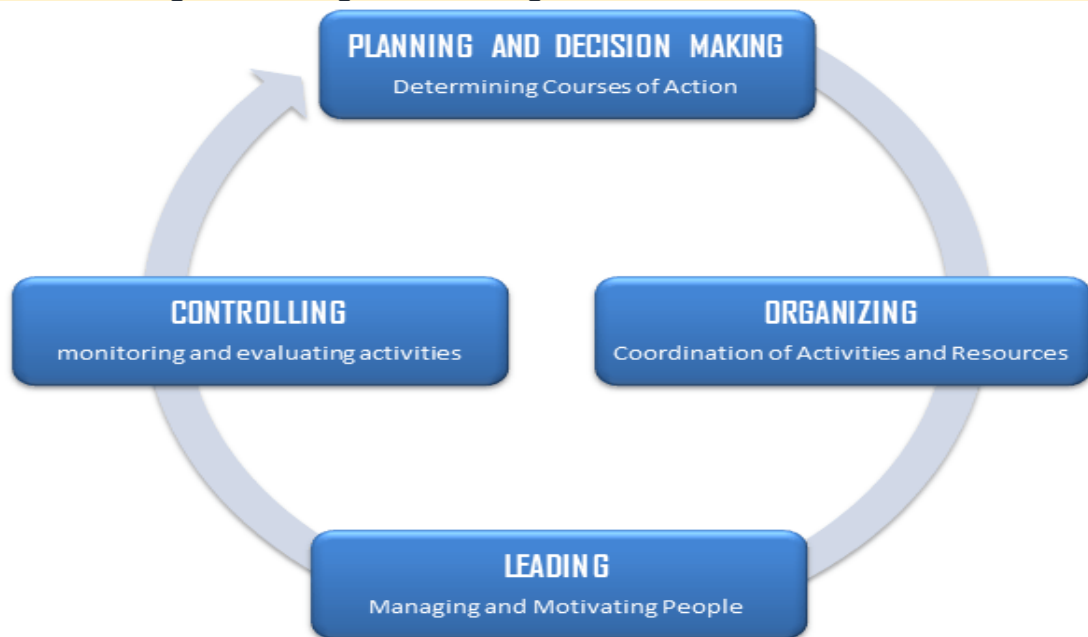 PLANNING AND DECISION MAKING
Determining Courses of Action
ORGANIZING
Coordination of Activities and Resources
LEADING
Managing and Motivating People
CONTROLLING
monitoring and evaluating activities